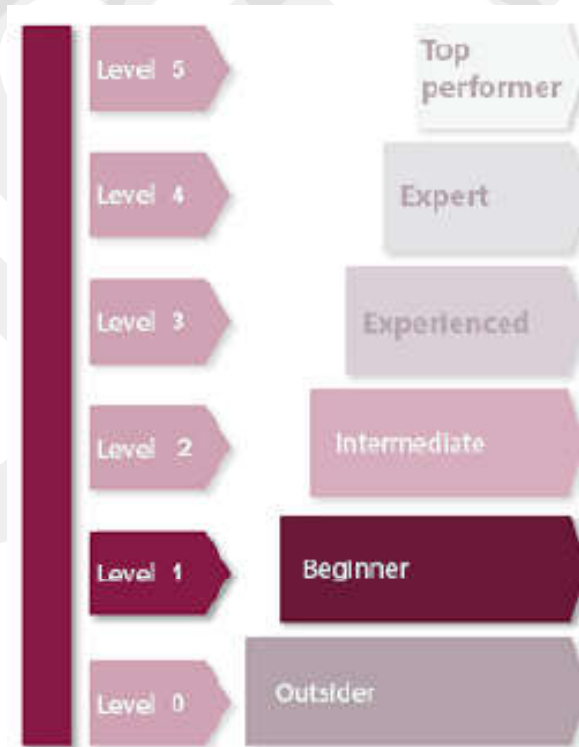 Level 5
Top
performer
Level 4
Expert
Level 3
Experienced
Level 2
Intermediate
Level 1
Beginner
Level 0
Outsider